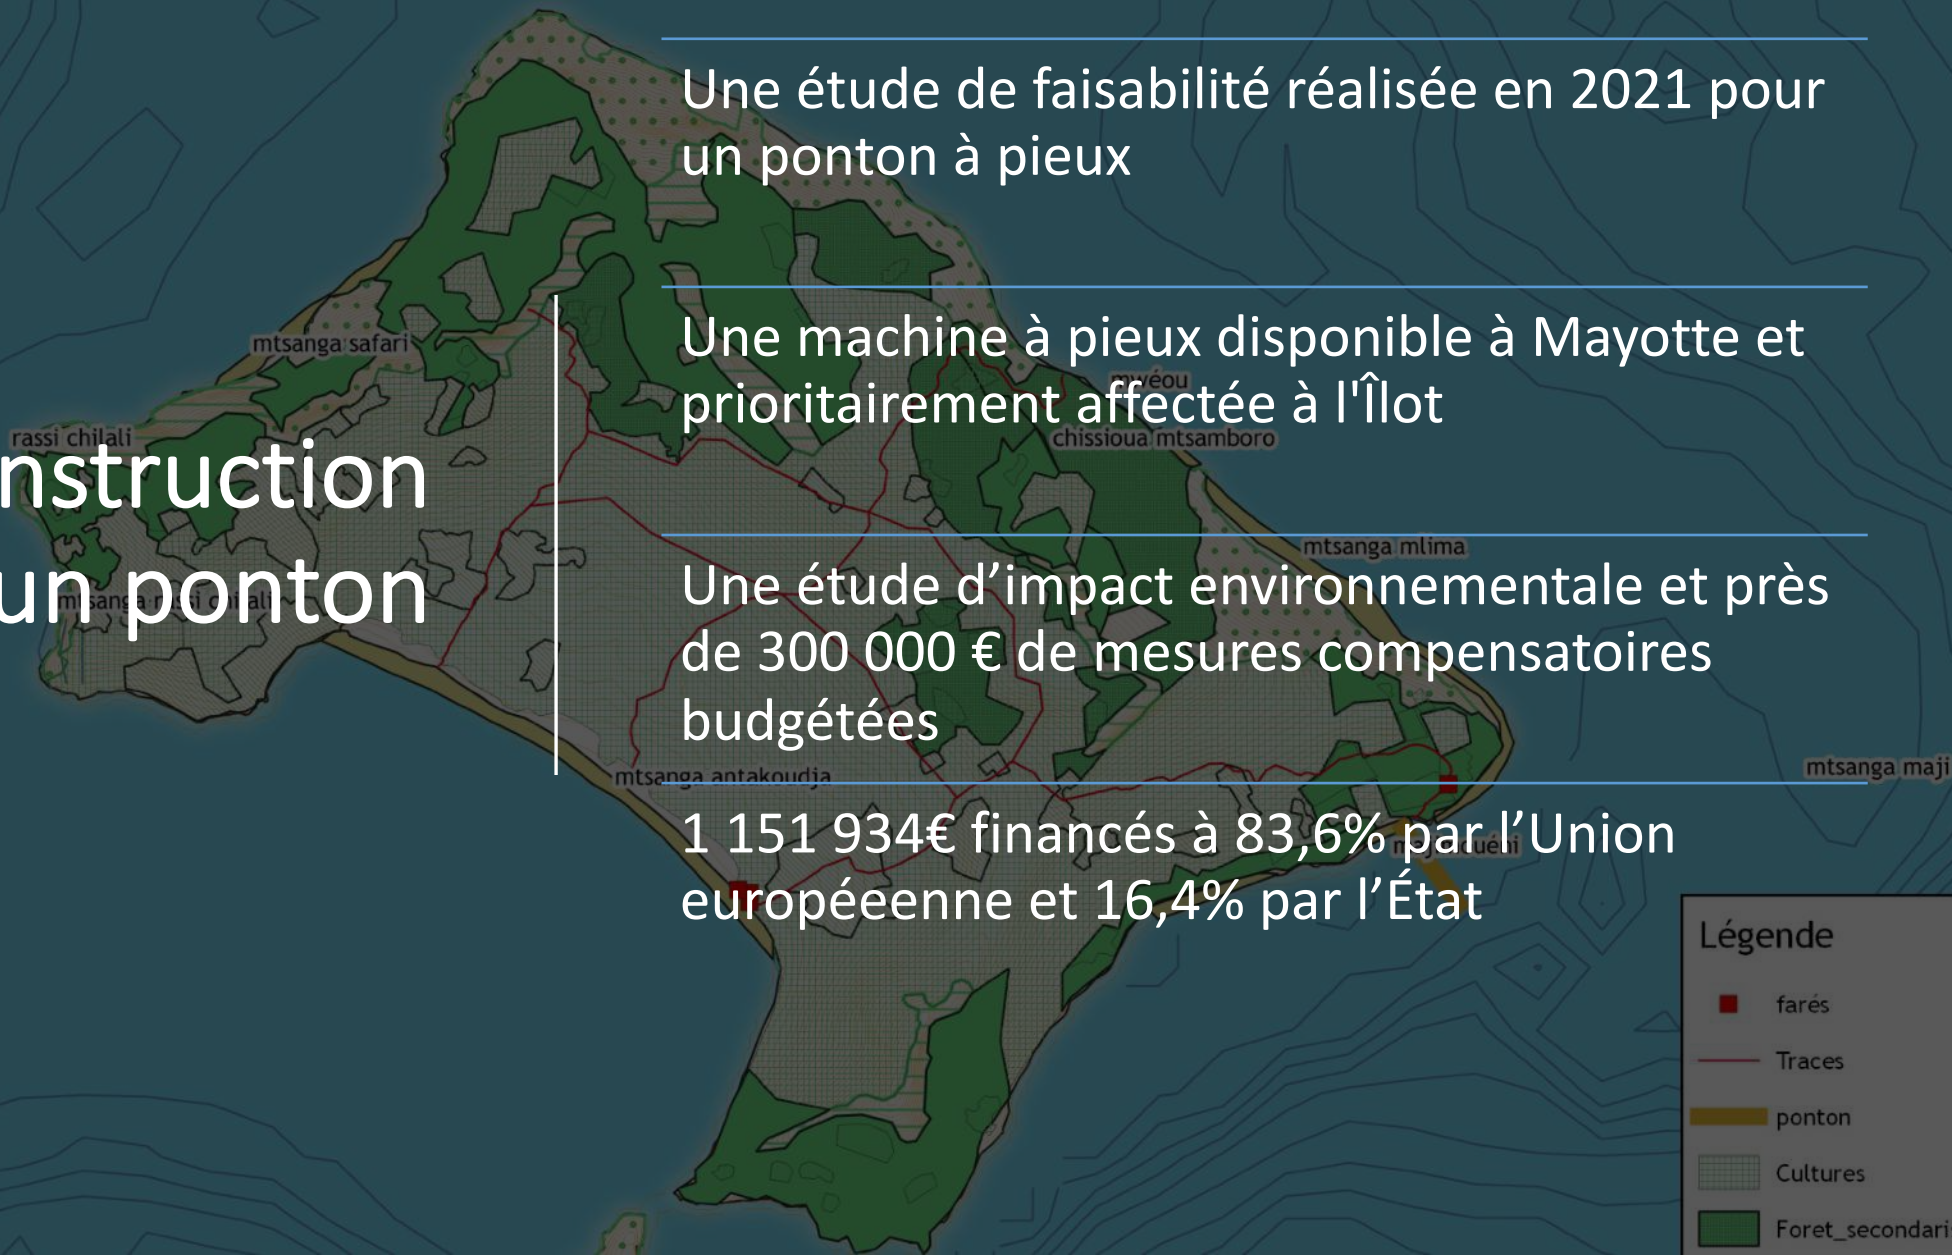 nstruction
un ponton
Une étude de faisabilité réalisée en 2021 pour
un ponton à pieux
Une machine à pieux disponible à Mayotte et
prioritairement affectée à l'Îlot
Une étude d’impact environnementale et près
de 300 000 € de mesures compensatoires
budgétées
1 151 934€ financés à 83,6% par l’Union
européeenne et 16,4% par l’État
mtsanga safari
rassi chilali
mtsanga rassi chilali
mwéou
chissioua mtsamboro
mtsanga mlima
mtsanga antakoudja
mtsanga maji
Légende
farés
Traces
ponton
Cultures
Foret_secondari